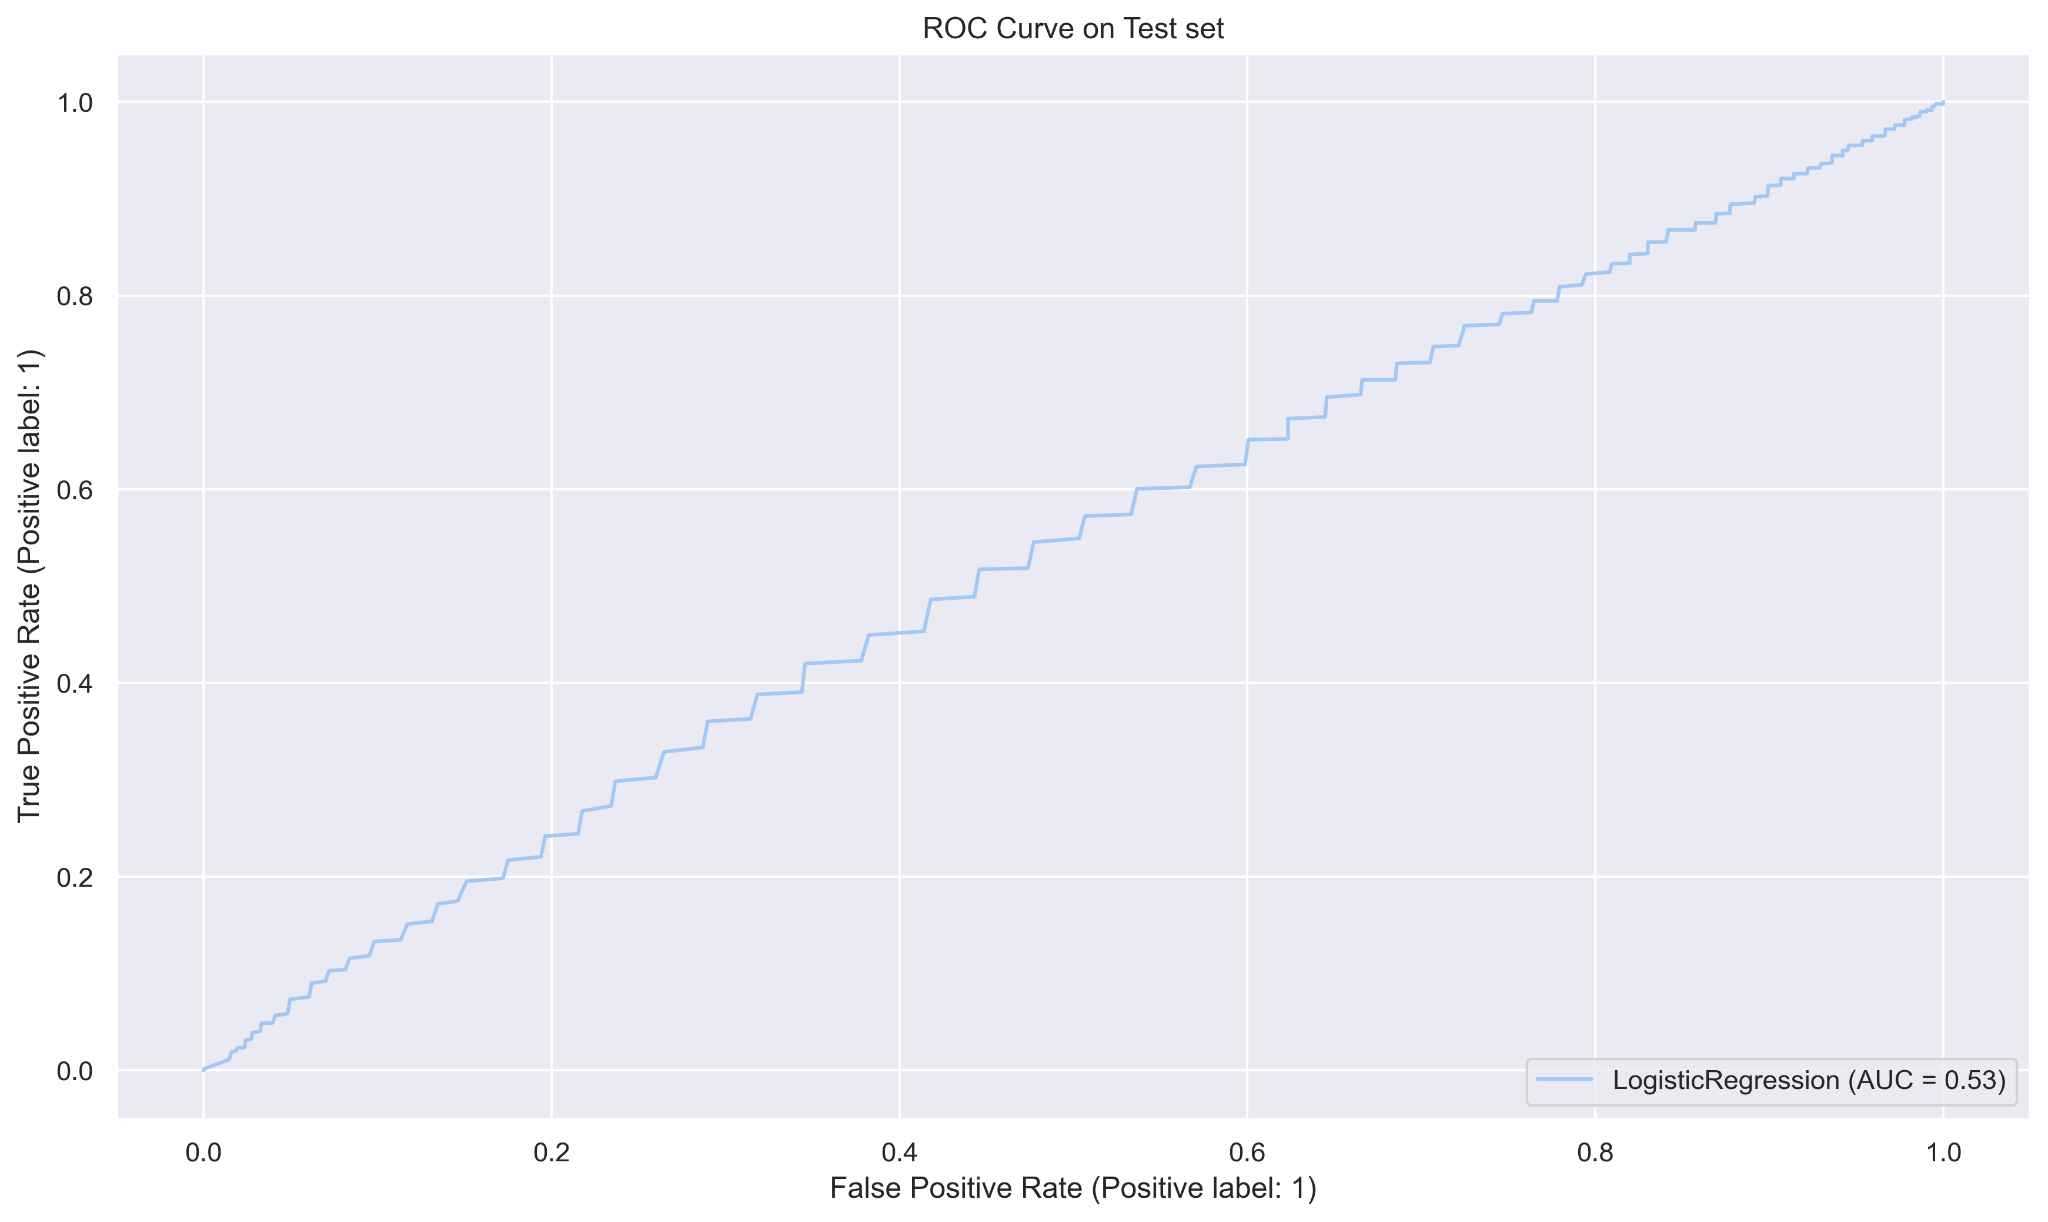 ROC Curve on Test set
True Positive Rate (Positive label: 1)
1.0
0.8
0.6
0.4
0.2
0.0
LogisticRegression (AUC = 0.53)
0.0 0.2 0.4 0.6 0.8 1.0
False Positive Rate (Positive label: 1)